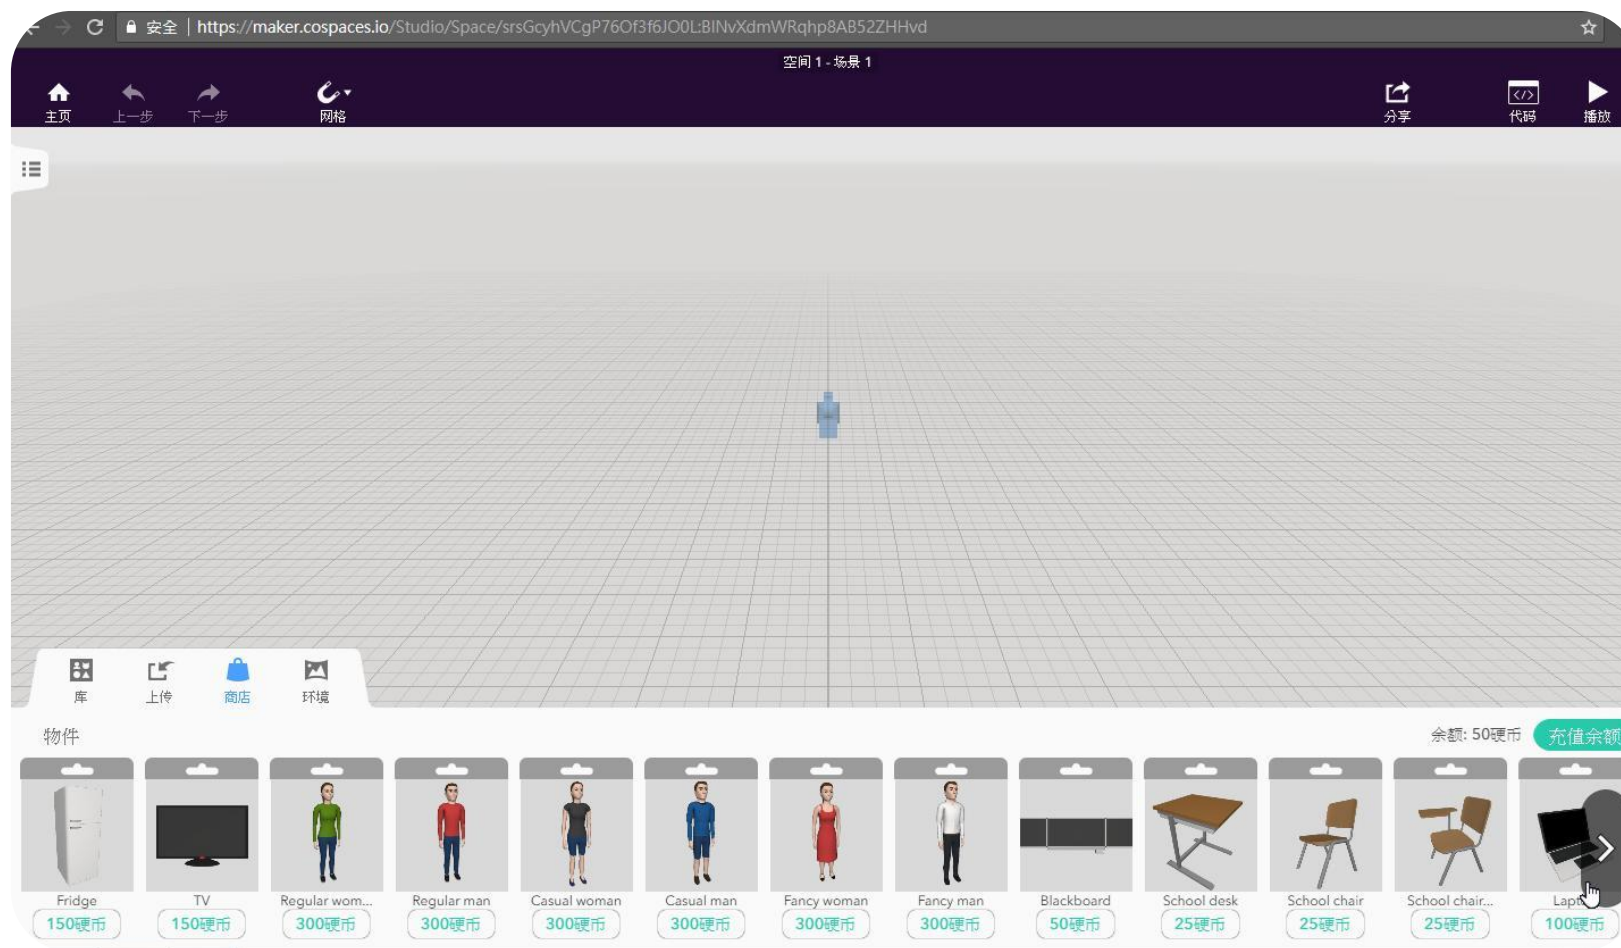 安全 | https://maker.cospaces.io/Studio/Space/srsGcyhVCgP76Of3f6JO0L:BINvXdmWRqhp8AB52ZHHvd
空间 1 - 场景 1
主页 上一步 下一步 网格 分享 代码 播放
库 上传 商店 环境
物件 余额: 50硬币 充值余额
Fridge TV Regular wom... Regular man Casual woman Casual man Fancy woman Fancy man Blackboard School desk School chair School chair...
150硬币 150硬币 300硬币 300硬币 300硬币 300硬币 300硬币 300硬币 50硬币 25硬币 25硬币 25硬币 100硬币